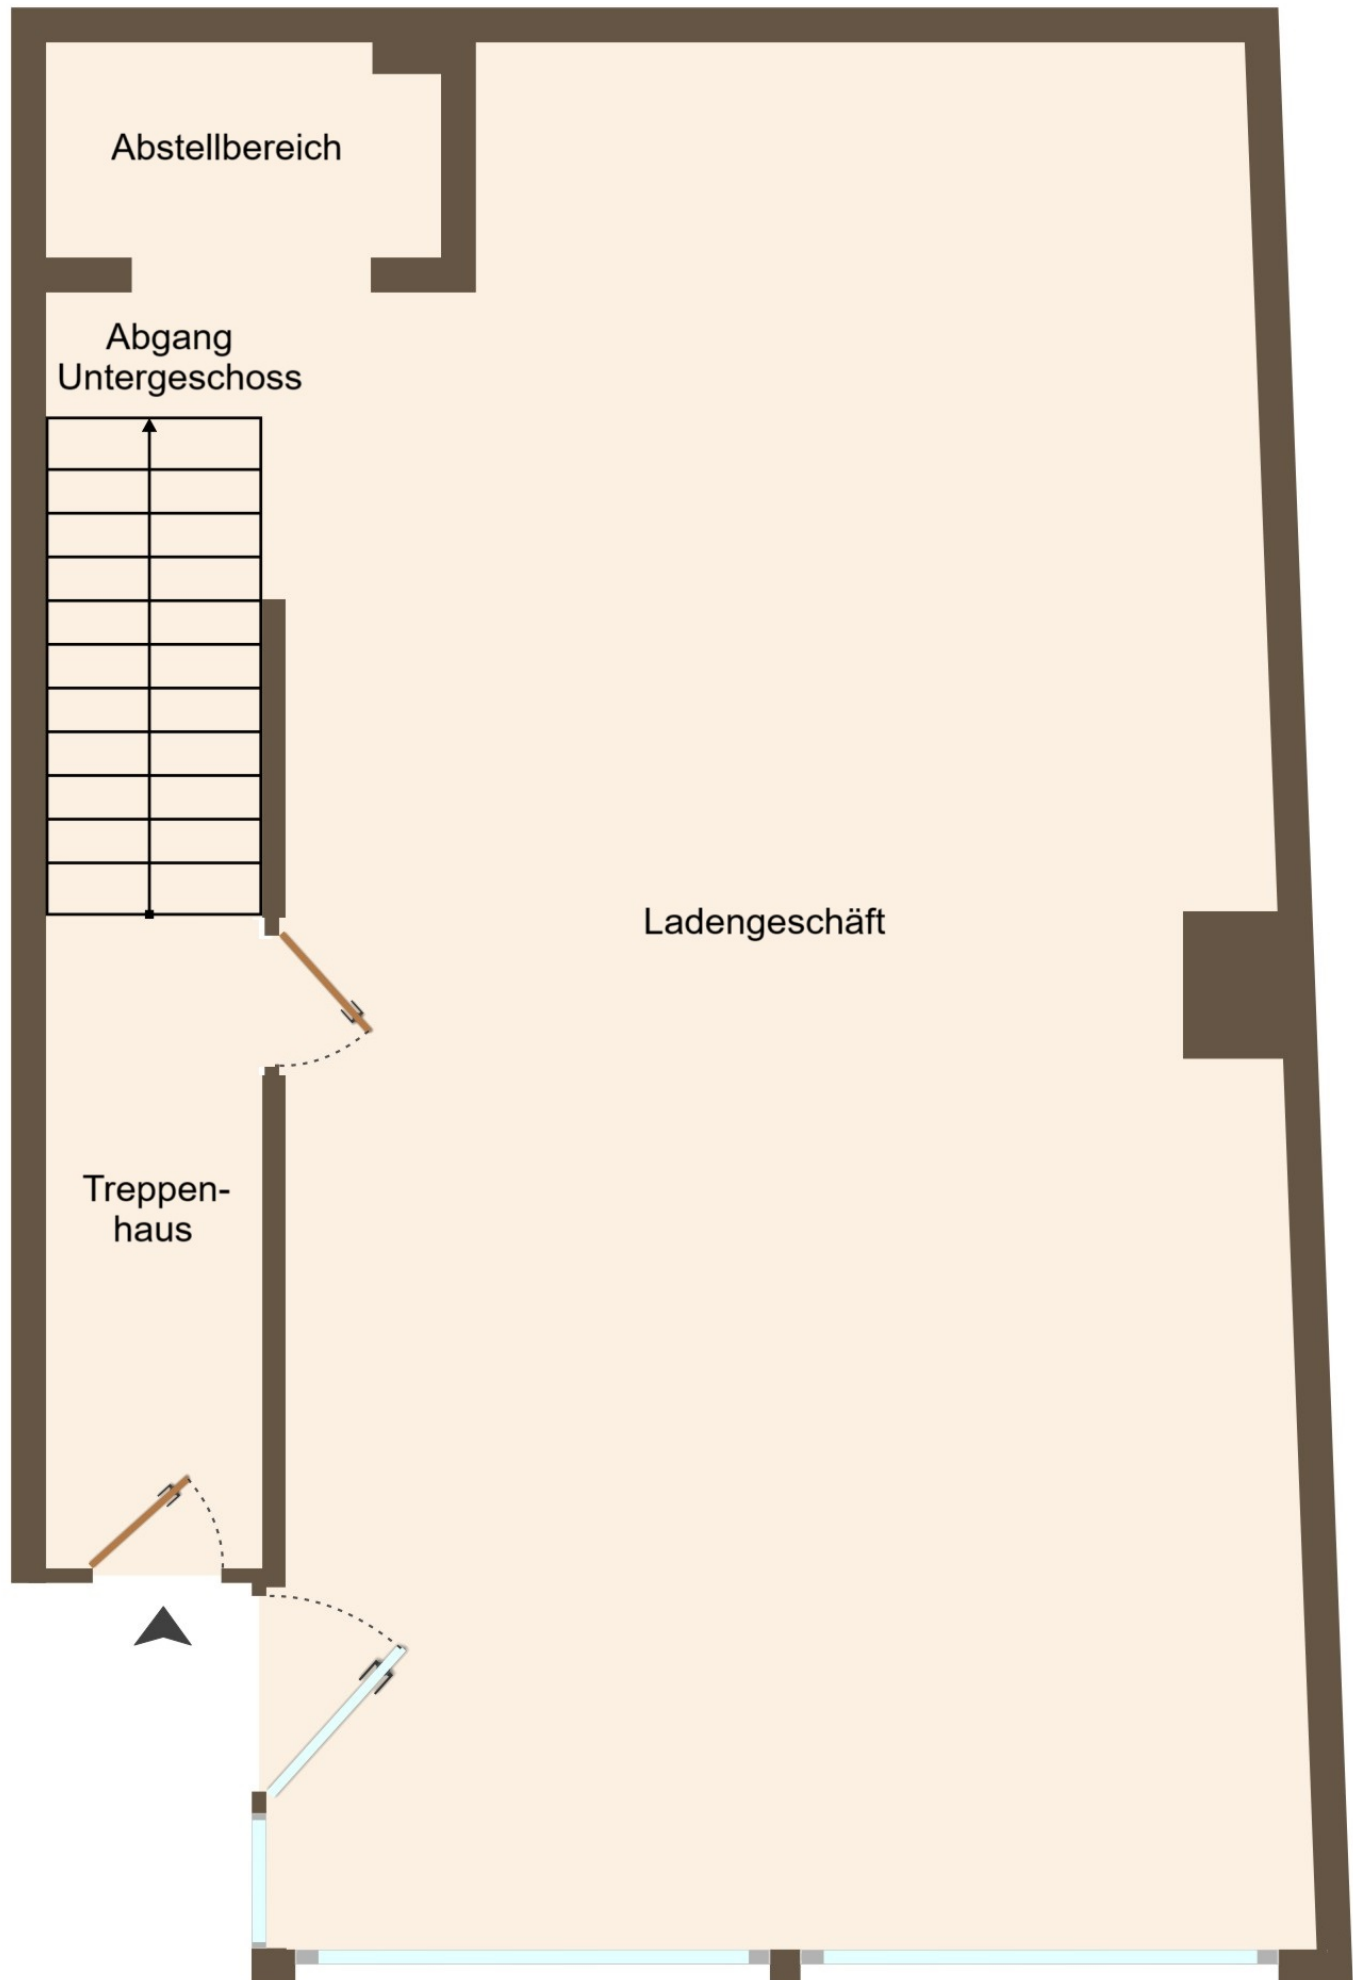 Abstellbereich
Abgang
Untergeschoss
Ladengeschäft
Treppen-
haus